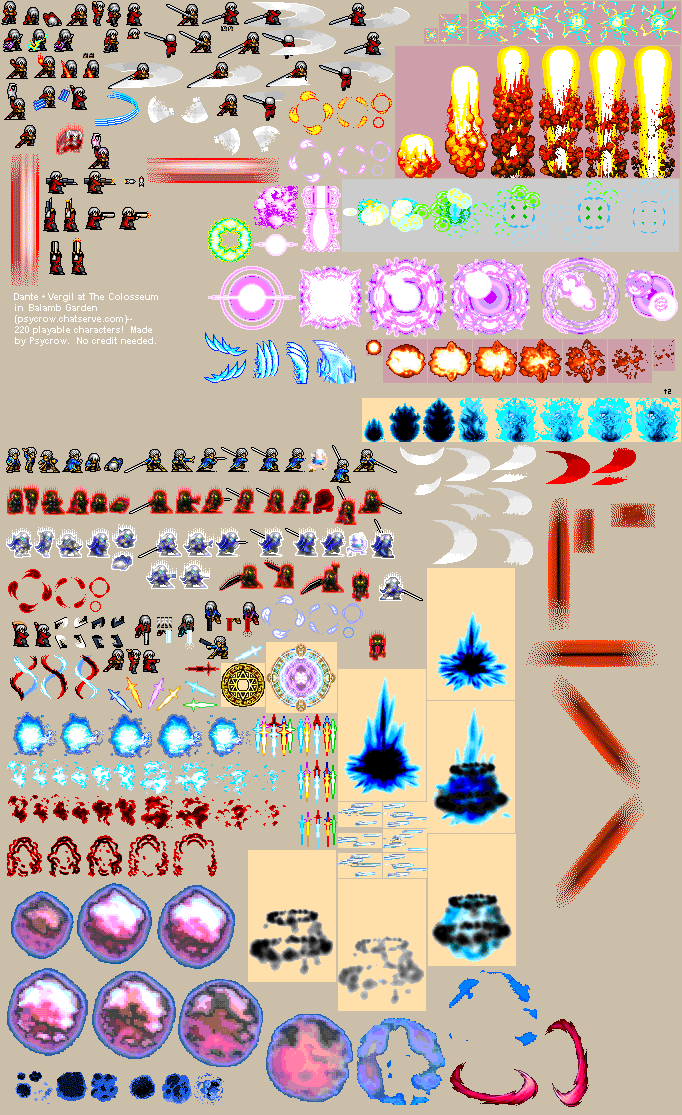 Dante + Vergil at The Colosseum
in Balamb Garden
(psycrow.chatserve.com)-
220 playable characters!  Made
by Psycrow.  No credit needed.